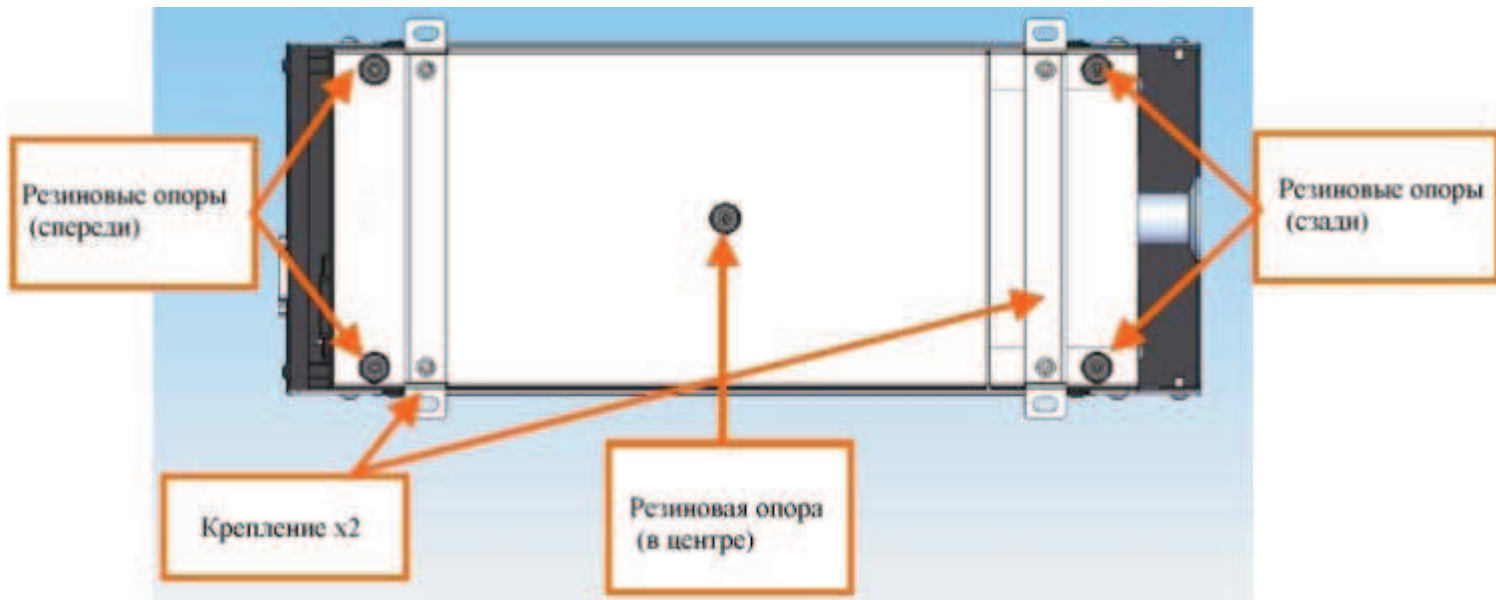 Резиновые опоры
(спереди)
Резиновые опоры
(сзади)
Крепление x2
Резиновая опора
(в центре)